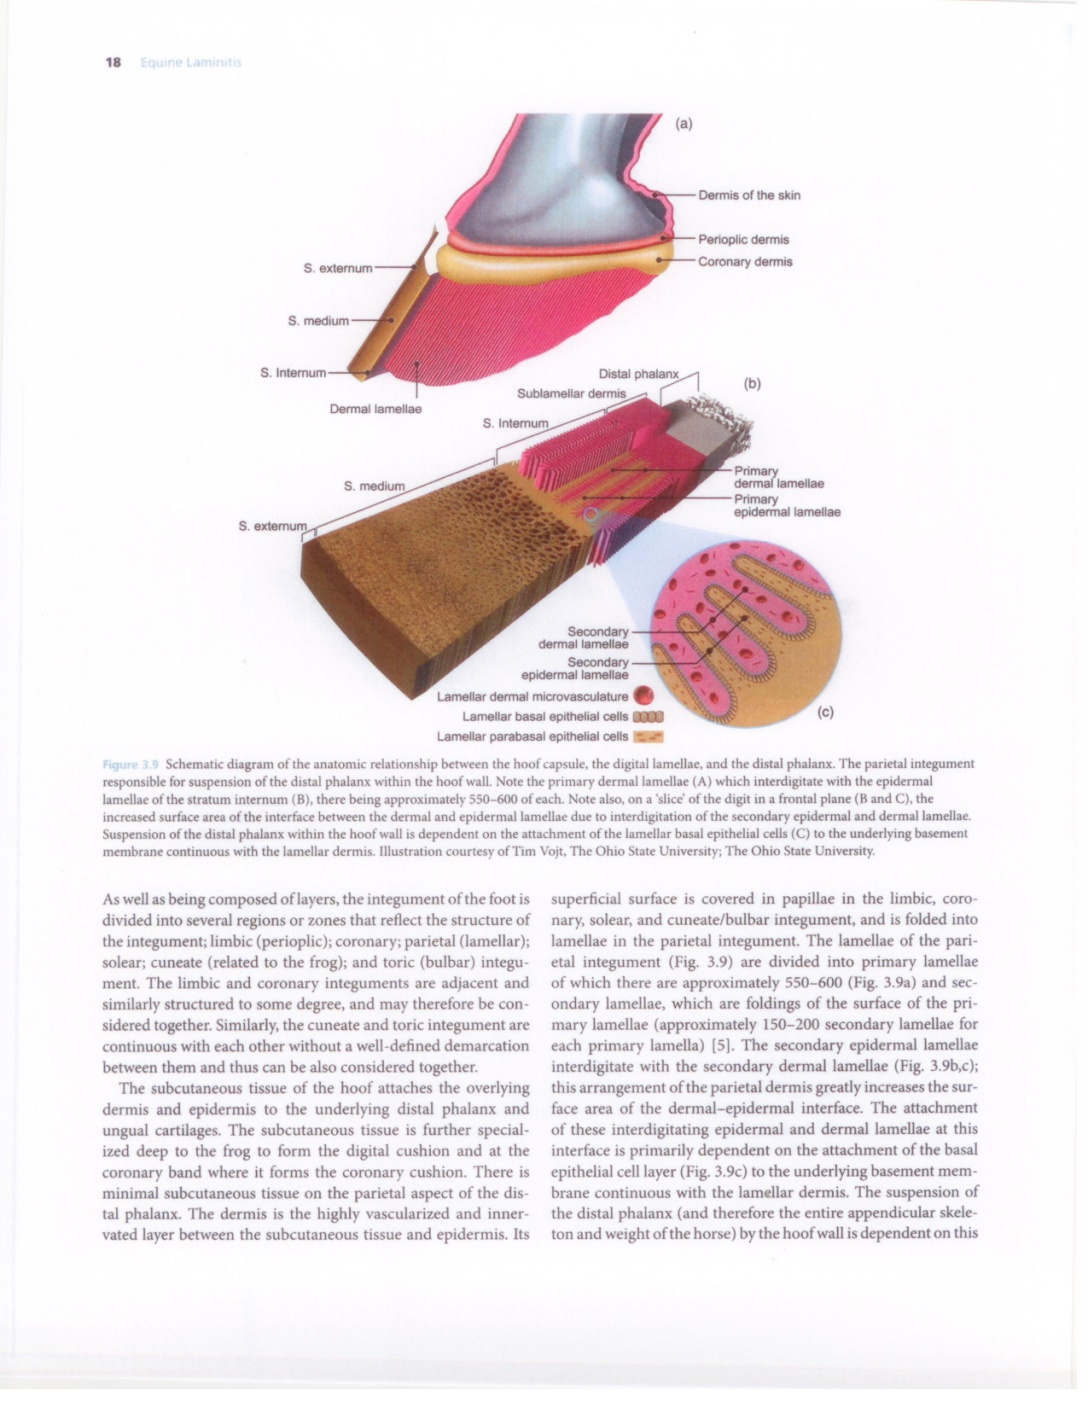 18 Equine Laminitis
(a)
Dermis of the skin
Perioplic dermis
Coronary dermis
S. externum
S. medium
S. Internum
Dermal lamellae
Distal phalanx
(b)
Sublamellar dermis
S. Internum
S. medium
S. externum
Primary
dermal lamellae
Primary
epidermal lamellae
Secondary
dermal lamellae
Secondary
epidermal lamellae
Lamellar dermal microvasculature
Lamellar basal epithelial cells
Lamellar parabasal epithelial cells
(c)
Figure 3.9 Schematic diagram of the anatomic relationship between the hoof capsule, the digital lamellae, and the distal phalanx. The parietal integument
responsible for suspension of the distal phalanx within the hoof wall. Note the primary dermal lamellae (A) which interdigitate with the epidermal
lamellae of the stratum internum (B), there being approximately 550–600 of each. Note also, on a 'slice' of the digit in a frontal plane (B and C), the
increased surface area of the interface between the dermal and epidermal lamellae due to interdigitation of the secondary epidermal and dermal lamellae.
Suspension of the distal phalanx within the hoof wall is dependent on the attachment of the lamellar basal epithelial cells (C) to the underlying basement
membrane continuous with the lamellar dermis. Illustration courtesy of Tim Vojt, The Ohio State University; The Ohio State University.
As well as being composed of layers, the integument of the foot is
divided into several regions or zones that reflect the structure of
the integument; limbic (perioplic); coronary; parietal (lamellar);
solear; cuneate (related to the frog); and toric (bulbar) integu-
ment. The limbic and coronary integuments are adjacent and
similarly structured to some degree, and may therefore be con-
sidered together. Similarly, the cuneate and toric integument are
continuous with each other without a well-defined demarcation
between them and thus can be also considered together.
The subcutaneous tissue of the hoof attaches the overlying
dermis and epidermis to the underlying distal phalanx and
ungual cartilages. The subcutaneous tissue is further special-
ized deep to the frog to form the digital cushion and at the
coronary band where it forms the coronary cushion. There is
minimal subcutaneous tissue on the parietal aspect of the dis-
tal phalanx. The dermis is the highly vascularized and inner-
vated layer between the subcutaneous tissue and epidermis. Its
superficial surface is covered in papillae in the limbic, coro-
nary, solear, and cuneate/bulbar integument, and is folded into
lamellae in the parietal integument. The lamellae of the pari-
etal integument (Fig. 3.9) are divided into primary lamellae
of which there are approximately 550–600 (Fig. 3.9a) and sec-
ondary lamellae, which are foldings of the surface of the pri-
mary lamellae (approximately 150–200 secondary lamellae for
each primary lamella) [5]. The secondary epidermal lamellae
interdigitate with the secondary dermal lamellae (Fig. 3.9b,c);
this arrangement of the parietal dermis greatly increases the sur-
face area of the dermal–epidermal interface. The attachment
of these interdigitating epidermal and dermal lamellae at this
interface is primarily dependent on the attachment of the basal
epithelial cell layer (Fig. 3.9c) to the underlying basement mem-
brane continuous with the lamellar dermis. The suspension of
the distal phalanx (and therefore the entire appendicular skele-
ton and weight of the horse) by the hoof wall is dependent on this